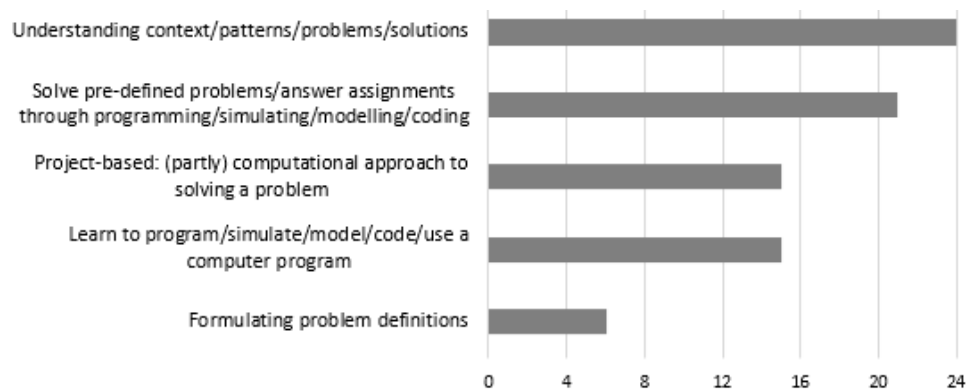 Understanding context/patterns/problems/solutions
Solve pre-defined problems/answer assignments
through programming/simulating/modelling/coding
Project-based: (partly) computational approach to
solving a problem
Learn to program/simulate/model/code/use a
computer program
Formulating problem definitions
0 4 8 12 16 20 24